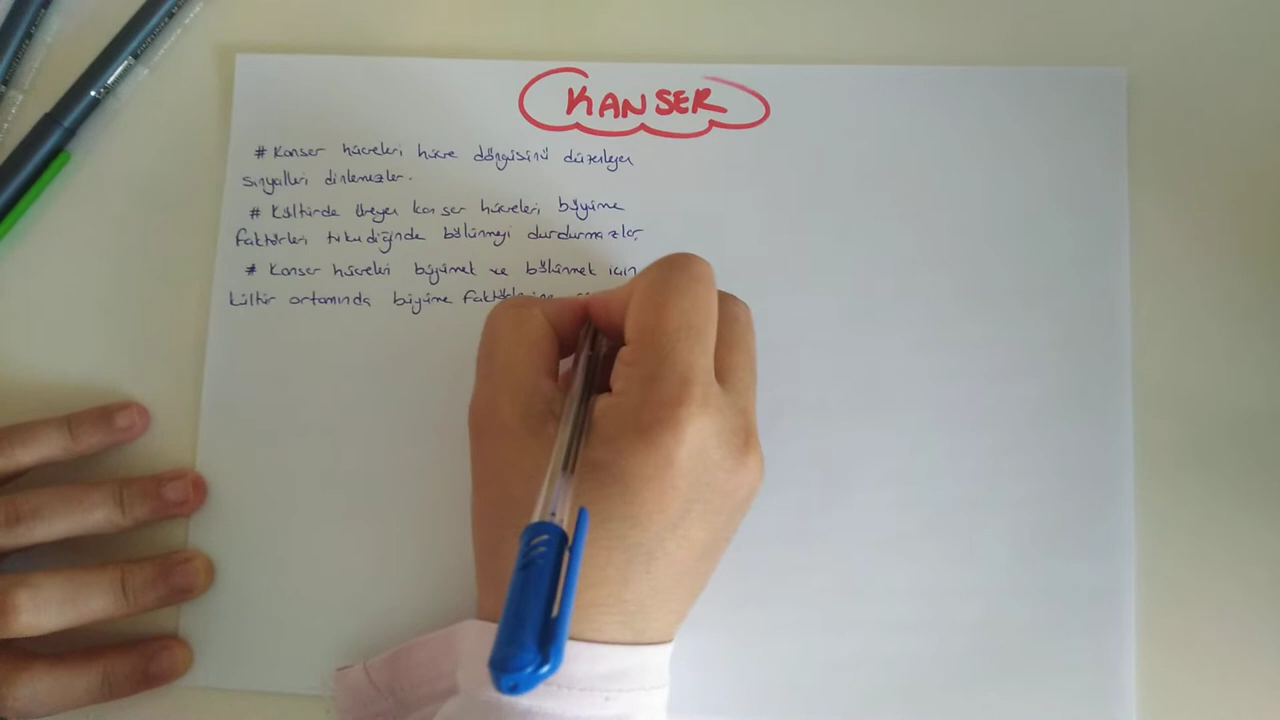 KANSER
# Kanser hücreleri hücre döngüsünü düzenleyen
sinyalleri dinlemezler.
# Kültürde üreyen kanser hücreleri, büyüme
faktörleri tükendiğinde bölünmeyi durdurmazlar.
# Kanser hücreleri büyümek ve bölünmek için
kültür ortamında büyüme